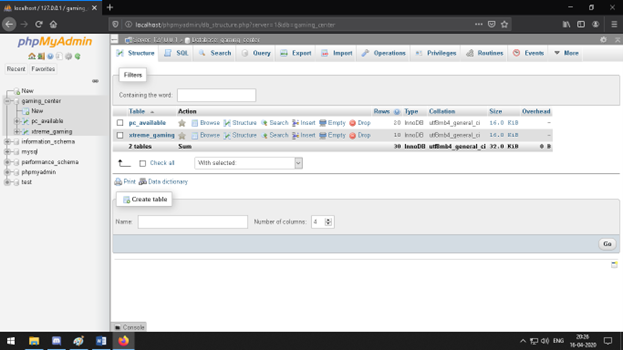 localhost / 127.0.0.1 / gaming_center
localhost/phpmyadmin/db_structure.php?server=1&db=gaming_center
phpMyAdmin
Recent Favorites
New
gaming_center
New
pc_available
xtreme_gaming
information_schema
mysql
performance_schema
phpmyadmin
test
Server: 127.0.0.1 » Database: gaming_center
Structure SQL Search Query Export Import Operations Privileges Routines Events More
Filters
Containing the word:
Table Action Rows Type Collation Size Overhead
pc_available Browse Structure Search Insert Empty Drop 20 InnoDB utf8mb4_general_ci 16.0 KiB -
xtreme_gaming Browse Structure Search Insert Empty Drop 10 InnoDB utf8mb4_general_ci 16.0 KiB -
2 tables Sum 30 InnoDB utf8mb4_general_ci 32.0 KiB 0 B
Check all With selected:
Print Data dictionary
Create table
Name: Number of columns: 4
Go
Console
ENG
20:26
16-04-2020